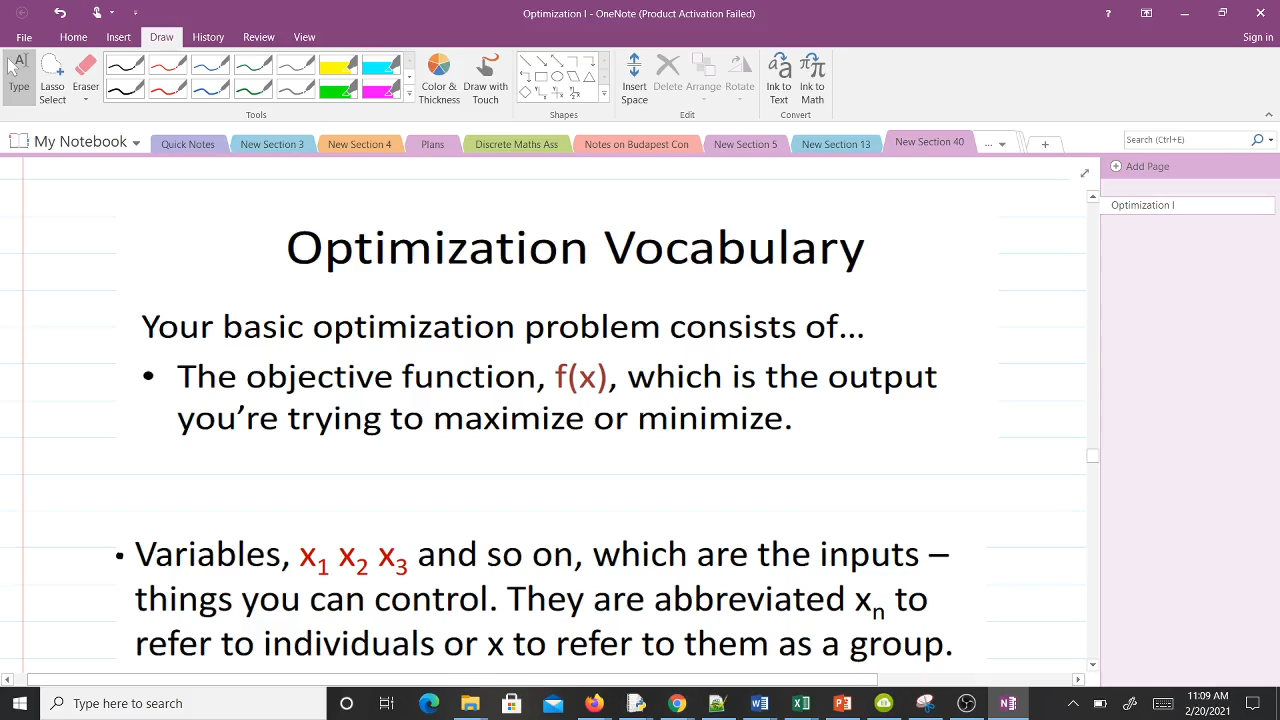 Optimization I - OneNote (Product Activation Failed)
File Home Insert Draw History Review View
Sign in
Type
Lasso Select
Eraser
Color & Thickness
Draw with Touch
Insert Space
Delete
Arrange
Rotate
Ink to Text
Ink to Math
Tools
Shapes
Edit
Convert
My Notebook
Quick Notes
New Section 3
New Section 4
Plans
Discrete Maths Ass
Notes on Budapest Con
New Section 5
New Section 13
New Section 40
Search (Ctrl+E)
Add Page
Optimization I
Optimization Vocabulary
Your basic optimization problem consists of…
• The objective function, f(x), which is the output
you’re trying to maximize or minimize.
• Variables, x₁ x₂ x₃ and so on, which are the inputs –
things you can control. They are abbreviated xₙ to
refer to individuals or x to refer to them as a group.
Type here to search
11:09 AM
2/20/2021